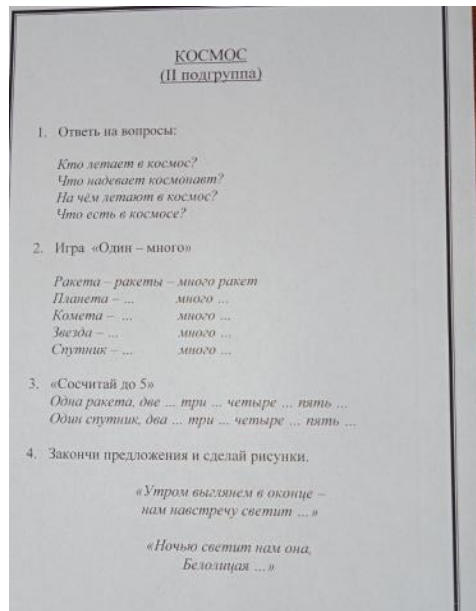 КОСМОС
(II подгруппа)
1. Ответь на вопросы:
Кто летает в космос?
Что надевает космонавт?
На чём летают в космос?
Что есть в космосе?
2. Игра «Один – много»
Ракета – ракеты – много ракет
Планета – ... много ...
Комета – ... много ...
Звезда – ... много ...
Спутник – ... много ...
3. «Сосчитай до 5»
Одна ракета, две ... три ... четыре ... пять ...
Один спутник, два ... три ... четыре ... пять ...
4. Закончи предложения и сделай рисунки.
«Утром выглянем в оконце –
нам навстречу светит ...»
«Ночью светит нам она,
Белолицая ...»